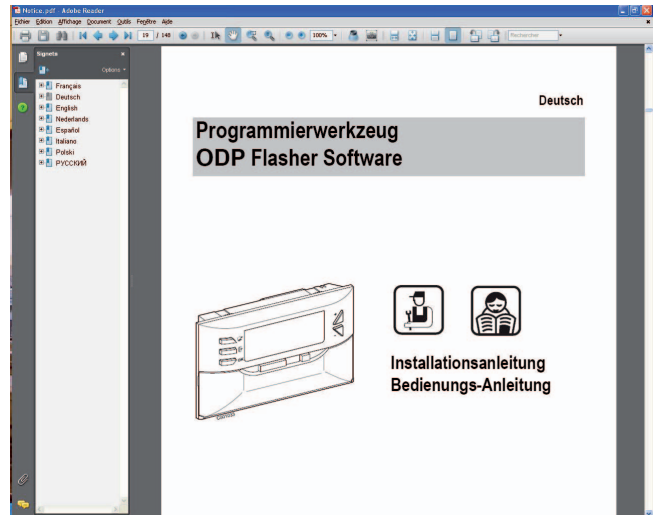 Notice.pdf - Adobe Reader
Fichier Edition Affichage Document Outils Fenêtre Aide
19 / 148 100% Rechercher
Signets
Options
Français
Deutsch
English
Nederlands
Español
Italiano
Polski
РУССКИЙ
Deutsch
Programmierwerkzeug
ODP Flasher Software
Installationsanleitung
Bedienungs-Anleitung